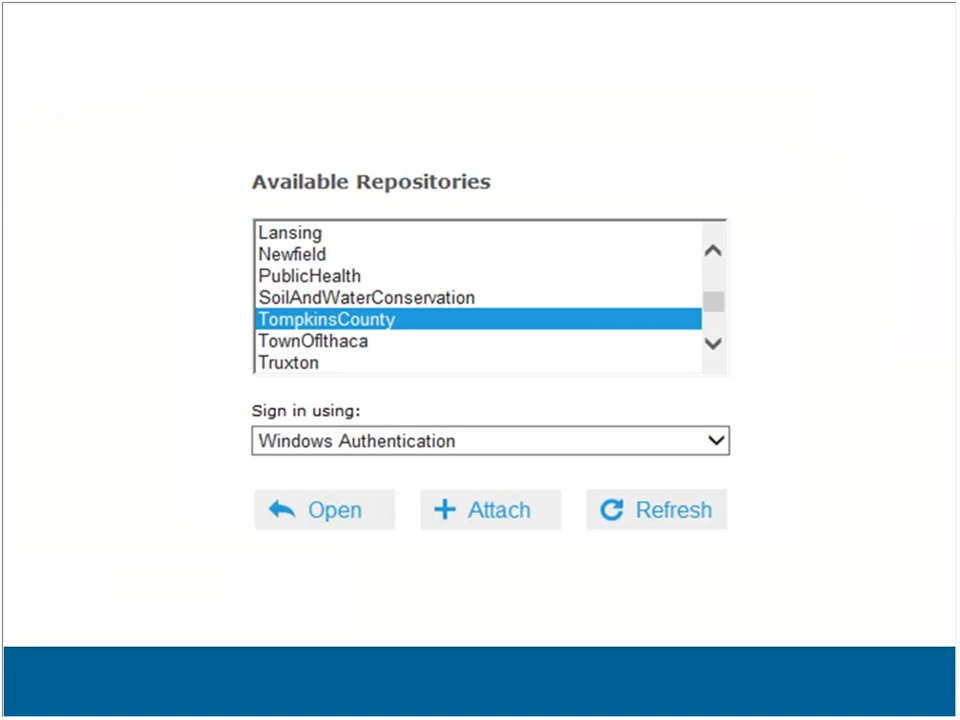 Available Repositories
Lansing
Newfield
PublicHealth
SoilAndWaterConservation
TompkinsCounty
TownOfIthaca
Truxton
Sign in using:
Windows Authentication
Open Attach Refresh